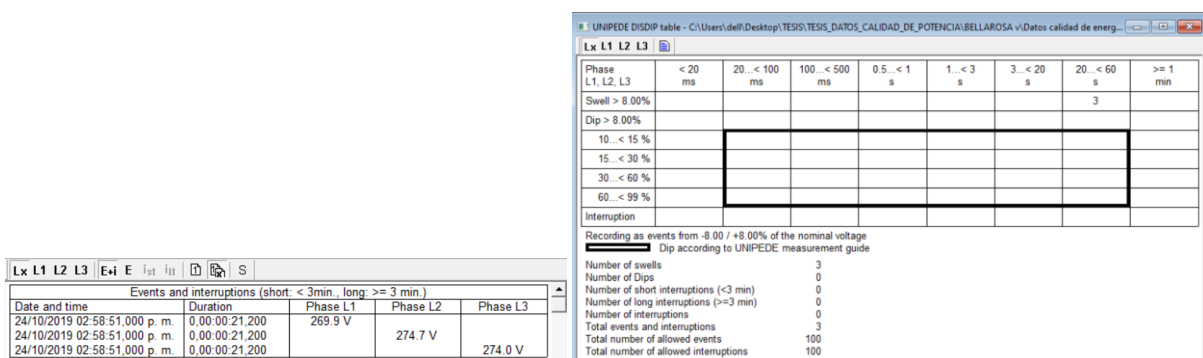 Lx L1 L2 L3 E+i E ist ilt S
Events and interruptions (short: < 3min., long: >= 3 min.)
Date and time Duration Phase L1 Phase L2 Phase L3
24/10/2019 02:58:51,000 p. m. 0,00:00:21,200 269.9 V
24/10/2019 02:58:51,000 p. m. 0,00:00:21,200 274.7 V
24/10/2019 02:58:51,000 p. m. 0,00:00:21,200 274.0 V
UNIPEDE DISDIP table - C:\Users\dell\Desktop\TESIS\TESIS_DATOS_CALIDAD_DE_POTENCIA\BELLAROSA v\Datos calidad de energ...
Lx L1 L2 L3
Phase < 20 20...< 100 100...< 500 0.5...< 1 1...< 3 3...< 20 20...< 60 >= 1
L1, L2, L3 ms ms ms s s s s min
Swell > 8.00% 3
Dip > 8.00%
10...< 15 %
15...< 30 %
30...< 60 %
60...< 99 %
Interruption
Recording as events from -8.00 / +8.00% of the nominal voltage
Dip according to UNIPEDE measurement guide
Number of swells 3
Number of Dips 0
Number of short interruptions (<3 min) 0
Number of long interruptions (>=3 min) 0
Number of interruptions 0
Total events and interruptions 3
Total number of allowed events 100
Total number of allowed interruptions 100